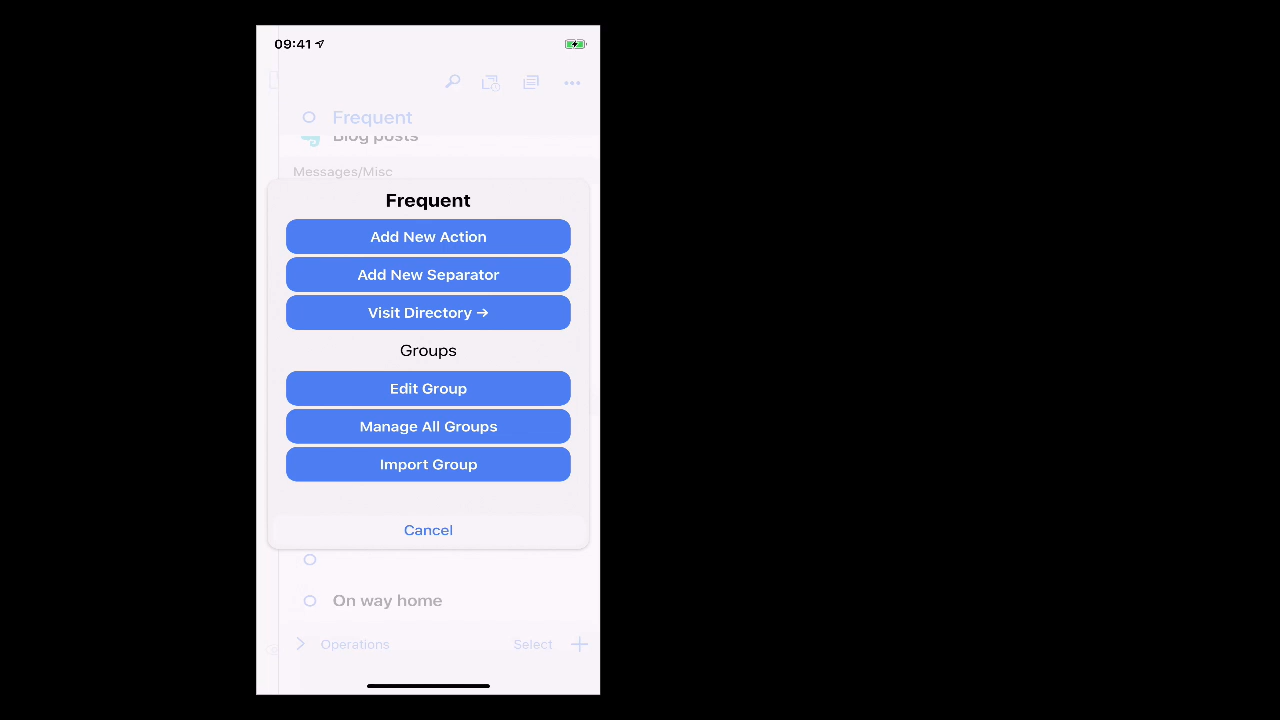 09:41
Frequent
Blog posts
Messages/Misc
Frequent
Add New Action
Add New Separator
Visit Directory →
Groups
Edit Group
Manage All Groups
Import Group
Cancel
On way home
Operations Select